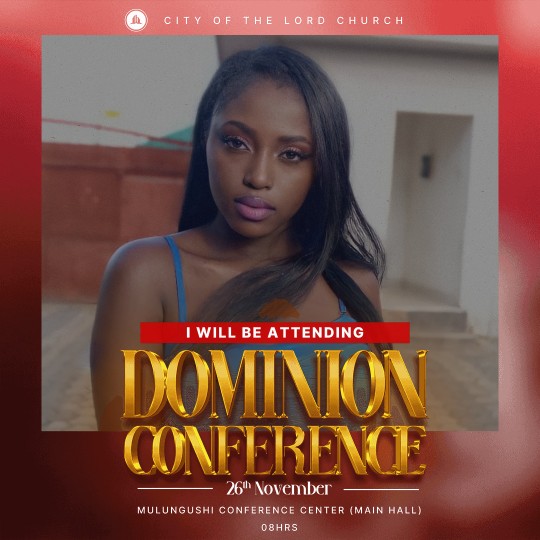 CITY OF THE LORD CHURCH
I WILL BE ATTENDING
DOMINION
CONFERENCE
26th November
MULUNGUSHI CONFERENCE CENTER (MAIN HALL)
08HRS